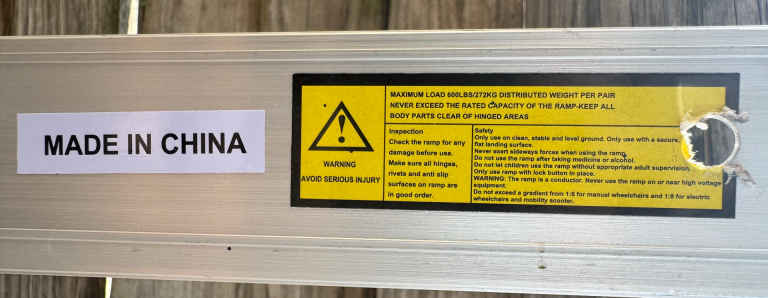 MADE IN CHINA
WARNING
AVOID SERIOUS INJURY
MAXIMUM LOAD 600LBS/272KG DISTRIBUTED WEIGHT PER PAIR
NEVER EXCEED THE RATED CAPACITY OF THE RAMP-KEEP ALL
BODY PARTS CLEAR OF HINGED AREAS
Inspection
Check the ramp for any
damage before use.
Make sure all hinges,
rivets and anti slip
surfaces on ramp are
in good order.
Safety
Only use on clean, stable and level ground. Only use with a secure,
flat landing surface.
Never exert sideways forces when using the ramp.
Do not use the ramp after taking medicine or alcohol.
Do not let children use the ramp without appropriate adult supervision.
Only use ramp with lock button in place.
WARNING: The ramp is a conductor. Never use the ramp on or near high voltage
equipment.
Do not exceed a gradient from 1:6 for manual wheelchairs and 1:8 for electric
wheelchairs and mobility scooter.